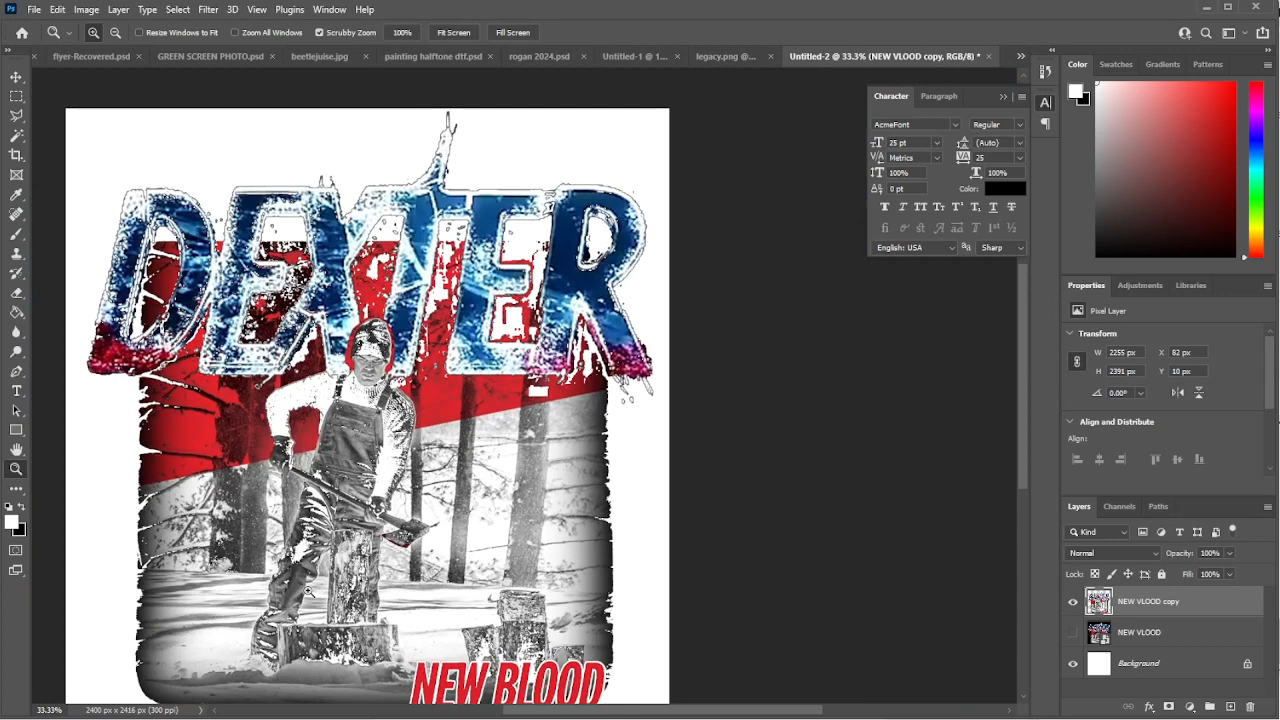 File Edit Image Layer Type Select Filter 3D View Plugins Window Help
Resize Windows to Fit Zoom All Windows Scrubby Zoom 100% Fit Screen Fill Screen
flyer-Recovered.psd × GREEN SCREEN PHOTO.psd × beetlejuise.jpg × painting halftone dtf.psd × rogan 2024.psd × Untitled-1 @ 1... × legacy.png @... × Untitled-2 @ 33.3% (NEW VLOOD copy, RGB/8) * ×
Color Swatches Gradients Patterns
Character Paragraph
AcmeFont Regular
25 pt (Auto)
Metrics 25
100% 100%
0 pt Color:
English: USA Sharp
DEXTER
NEW BLOOD
Properties Adjustments Libraries
Pixel Layer
Transform
W 2255 px X 82 px
H 2391 px Y 10 px
0.00°
Align and Distribute
Align:
Layers Channels Paths
Kind
Normal Opacity: 100%
Lock: Fill: 100%
NEW VLOOD copy
NEW VLOOD
Background
33.33% 2400 px x 2416 px (300 ppi)